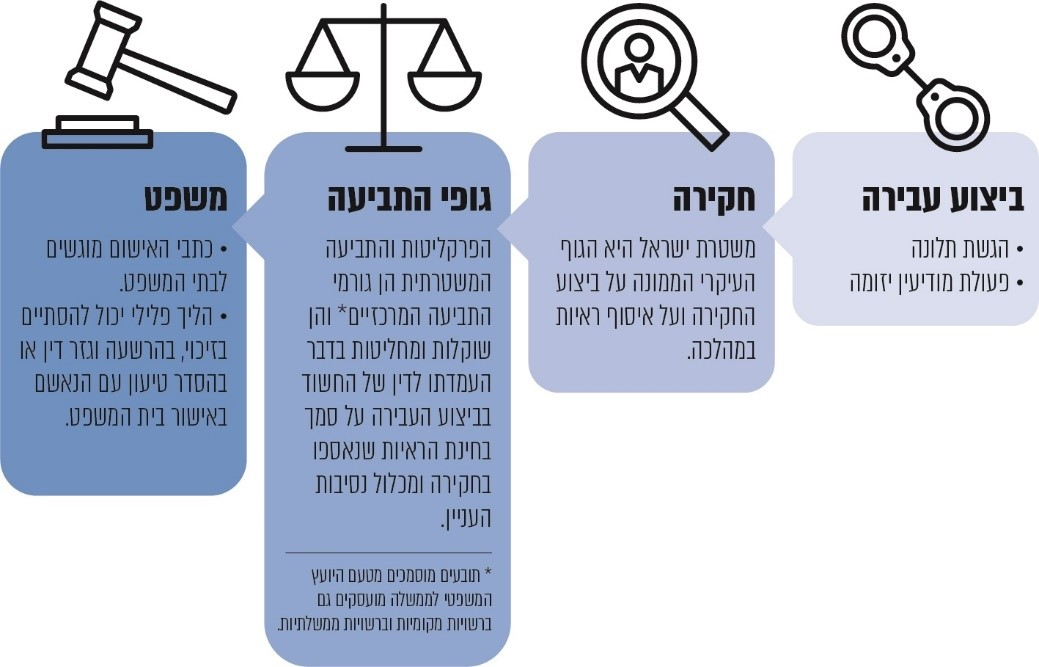 ביצוע עבירה
• הגשת תלונה
• פעולת מודיעין יזומה
חקירה
משטרת ישראל היא הגוף
העיקרי הממונה על ביצוע
החקירה ועל איסוף ראיות
במהלכה.
גופי התביעה
הפרקליטות והתביעה
המשטרתית הן גורמי
התביעה המרכזיים* והן
שוקלות ומחליטות בדבר
העמדתו לדין של החשוד
בביצוע העבירה על סמך
בחינת הראיות שנאספו
בחקירה ומכלול נסיבות
העניין.
* תובעים מוסמכים מטעם היועץ
המשפטי לממשלה מועסקים גם
ברשויות מקומיות וברשויות ממשלתיות.
משפט
• כתבי האישום מוגשים
לבתי המשפט.
• הליך פלילי יכול להסתיים
בזיכוי, בהרשעה וגזר דין או
בהסדר טיעון עם הנאשם
באישור בית המשפט.